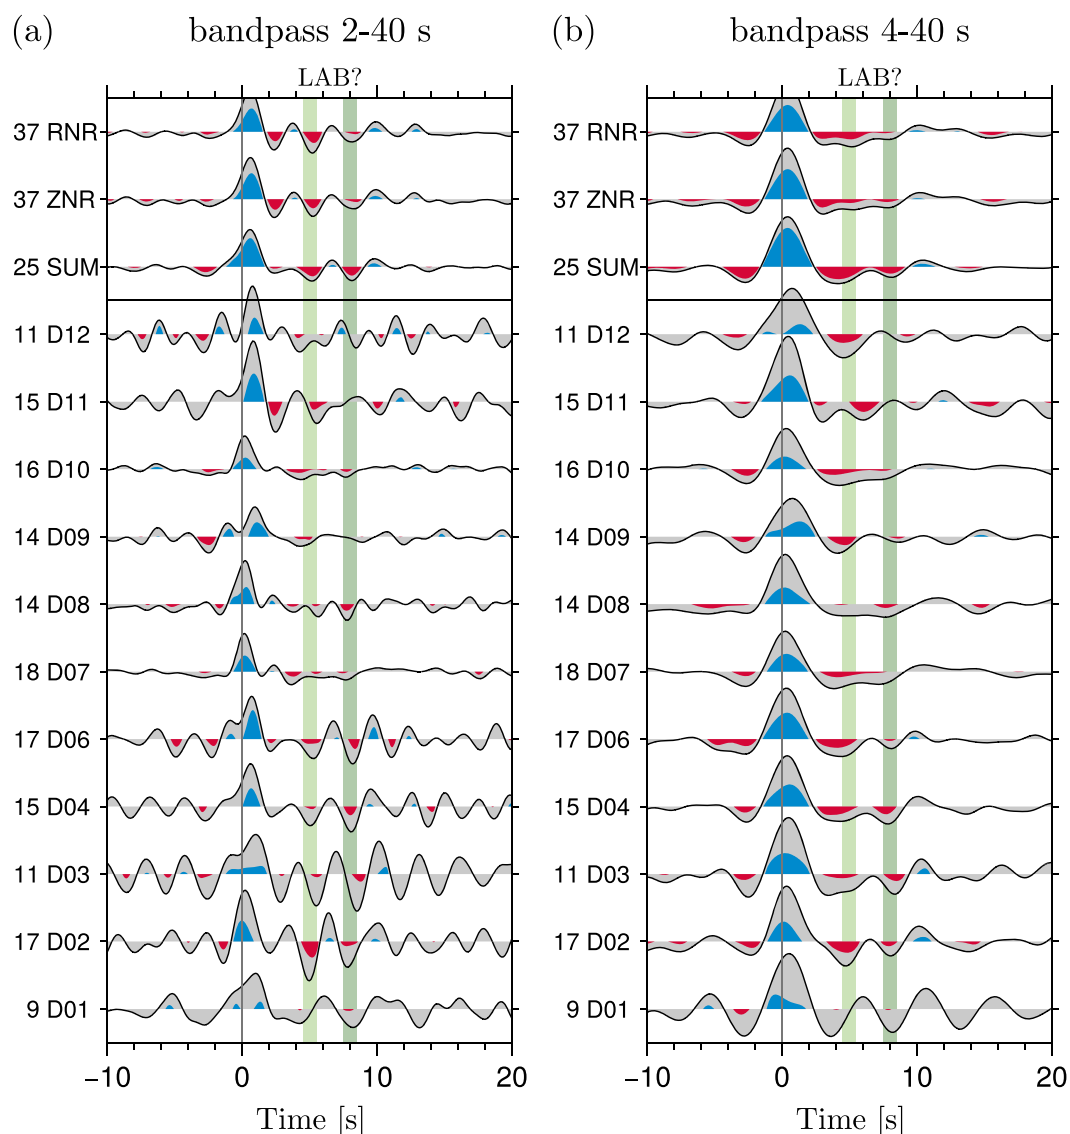 (a) bandpass 2-40 s
LAB?
37 RNR
37 ZNR
25 SUM
11 D12
15 D11
16 D10
14 D09
14 D08
18 D07
17 D06
15 D04
11 D03
17 D02
9 D01
−10 0 10 20
Time [s]
(b) bandpass 4-40 s
LAB?
37 RNR
37 ZNR
25 SUM
11 D12
15 D11
16 D10
14 D09
14 D08
18 D07
17 D06
15 D04
11 D03
17 D02
9 D01
−10 0 10 20
Time [s]